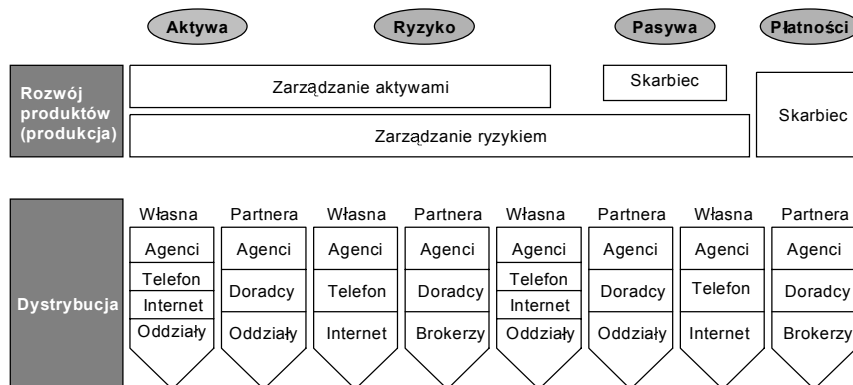 Aktywa Ryzyko Pasywa Płatności
Rozwój
produktów
(produkcja)
Zarządzanie aktywami
Skarbiec
Skarbiec
Zarządzanie ryzykiem
Dystrybucja
Własna Partnera Własna Partnera Własna Partnera Własna Partnera
Agenci Agenci Agenci Agenci Agenci Agenci Agenci Agenci
Telefon Telefon
Doradcy Telefon Doradcy Doradcy Telefon Doradcy
Internet Internet
Oddziały Oddziały Internet Brokerzy Oddziały Oddziały Internet Brokerzy